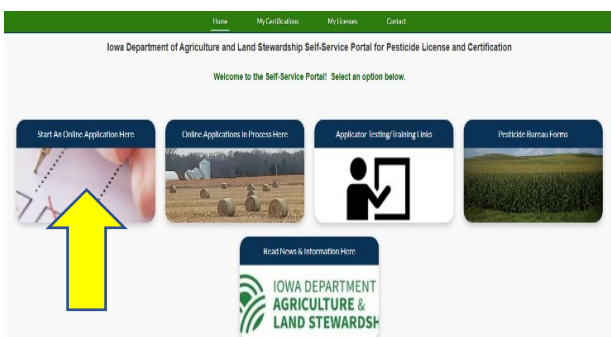 Home My Certifications My Licenses Contact
Iowa Department of Agriculture and Land Stewardship Self-Service Portal for Pesticide License and Certification
Welcome to the Self-Service Portal! Select an option below.
Start An Online Application Here Online Applications In Process Here Applicator Testing/Training Links Pesticide Bureau Forms
Read News & Information Here
IOWA DEPARTMENT
AGRICULTURE &
LAND STEWARDSH